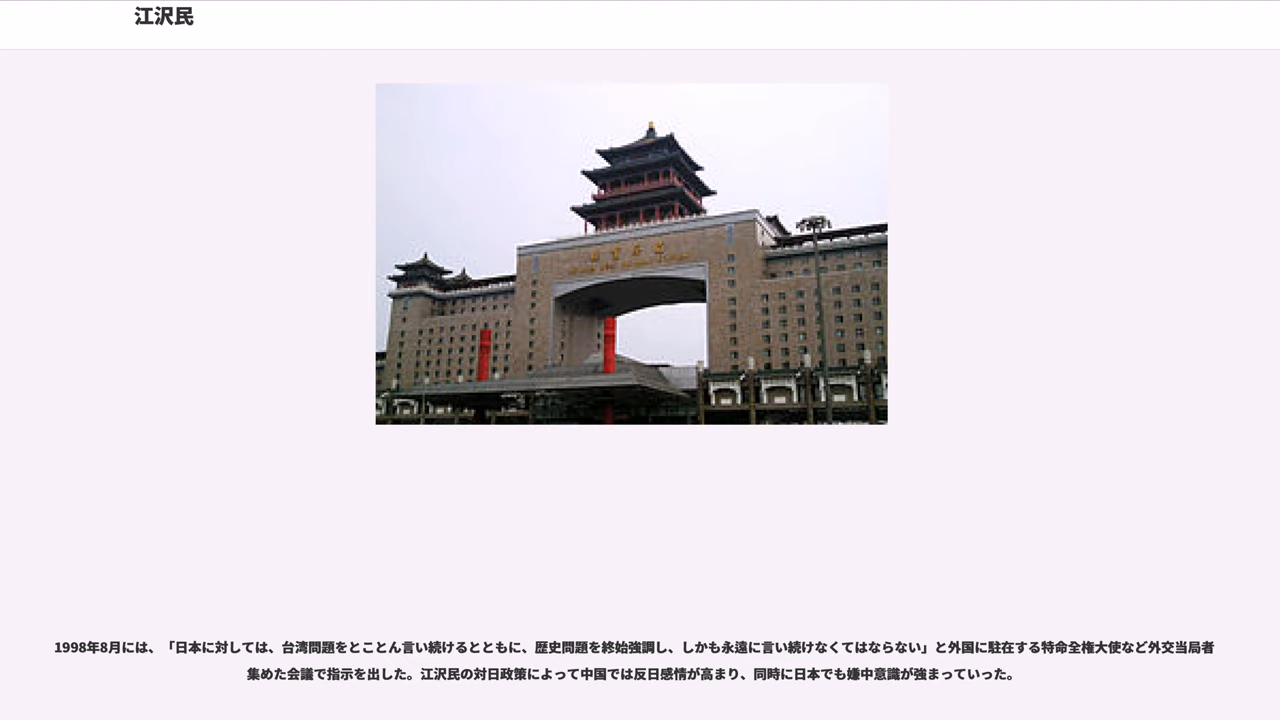 江沢民
1998年8月には、「日本に対しては、台湾問題をとことん言い続けるとともに、歴史問題を終始強調し、しかも永遠に言い続けなくてはならない」と外国に駐在する特命全権大使など外交当局者
集めた会議で指示を出した。江沢民の対日政策によって中国では反日感情が高まり、同時に日本でも嫌中意識が強まっていった。